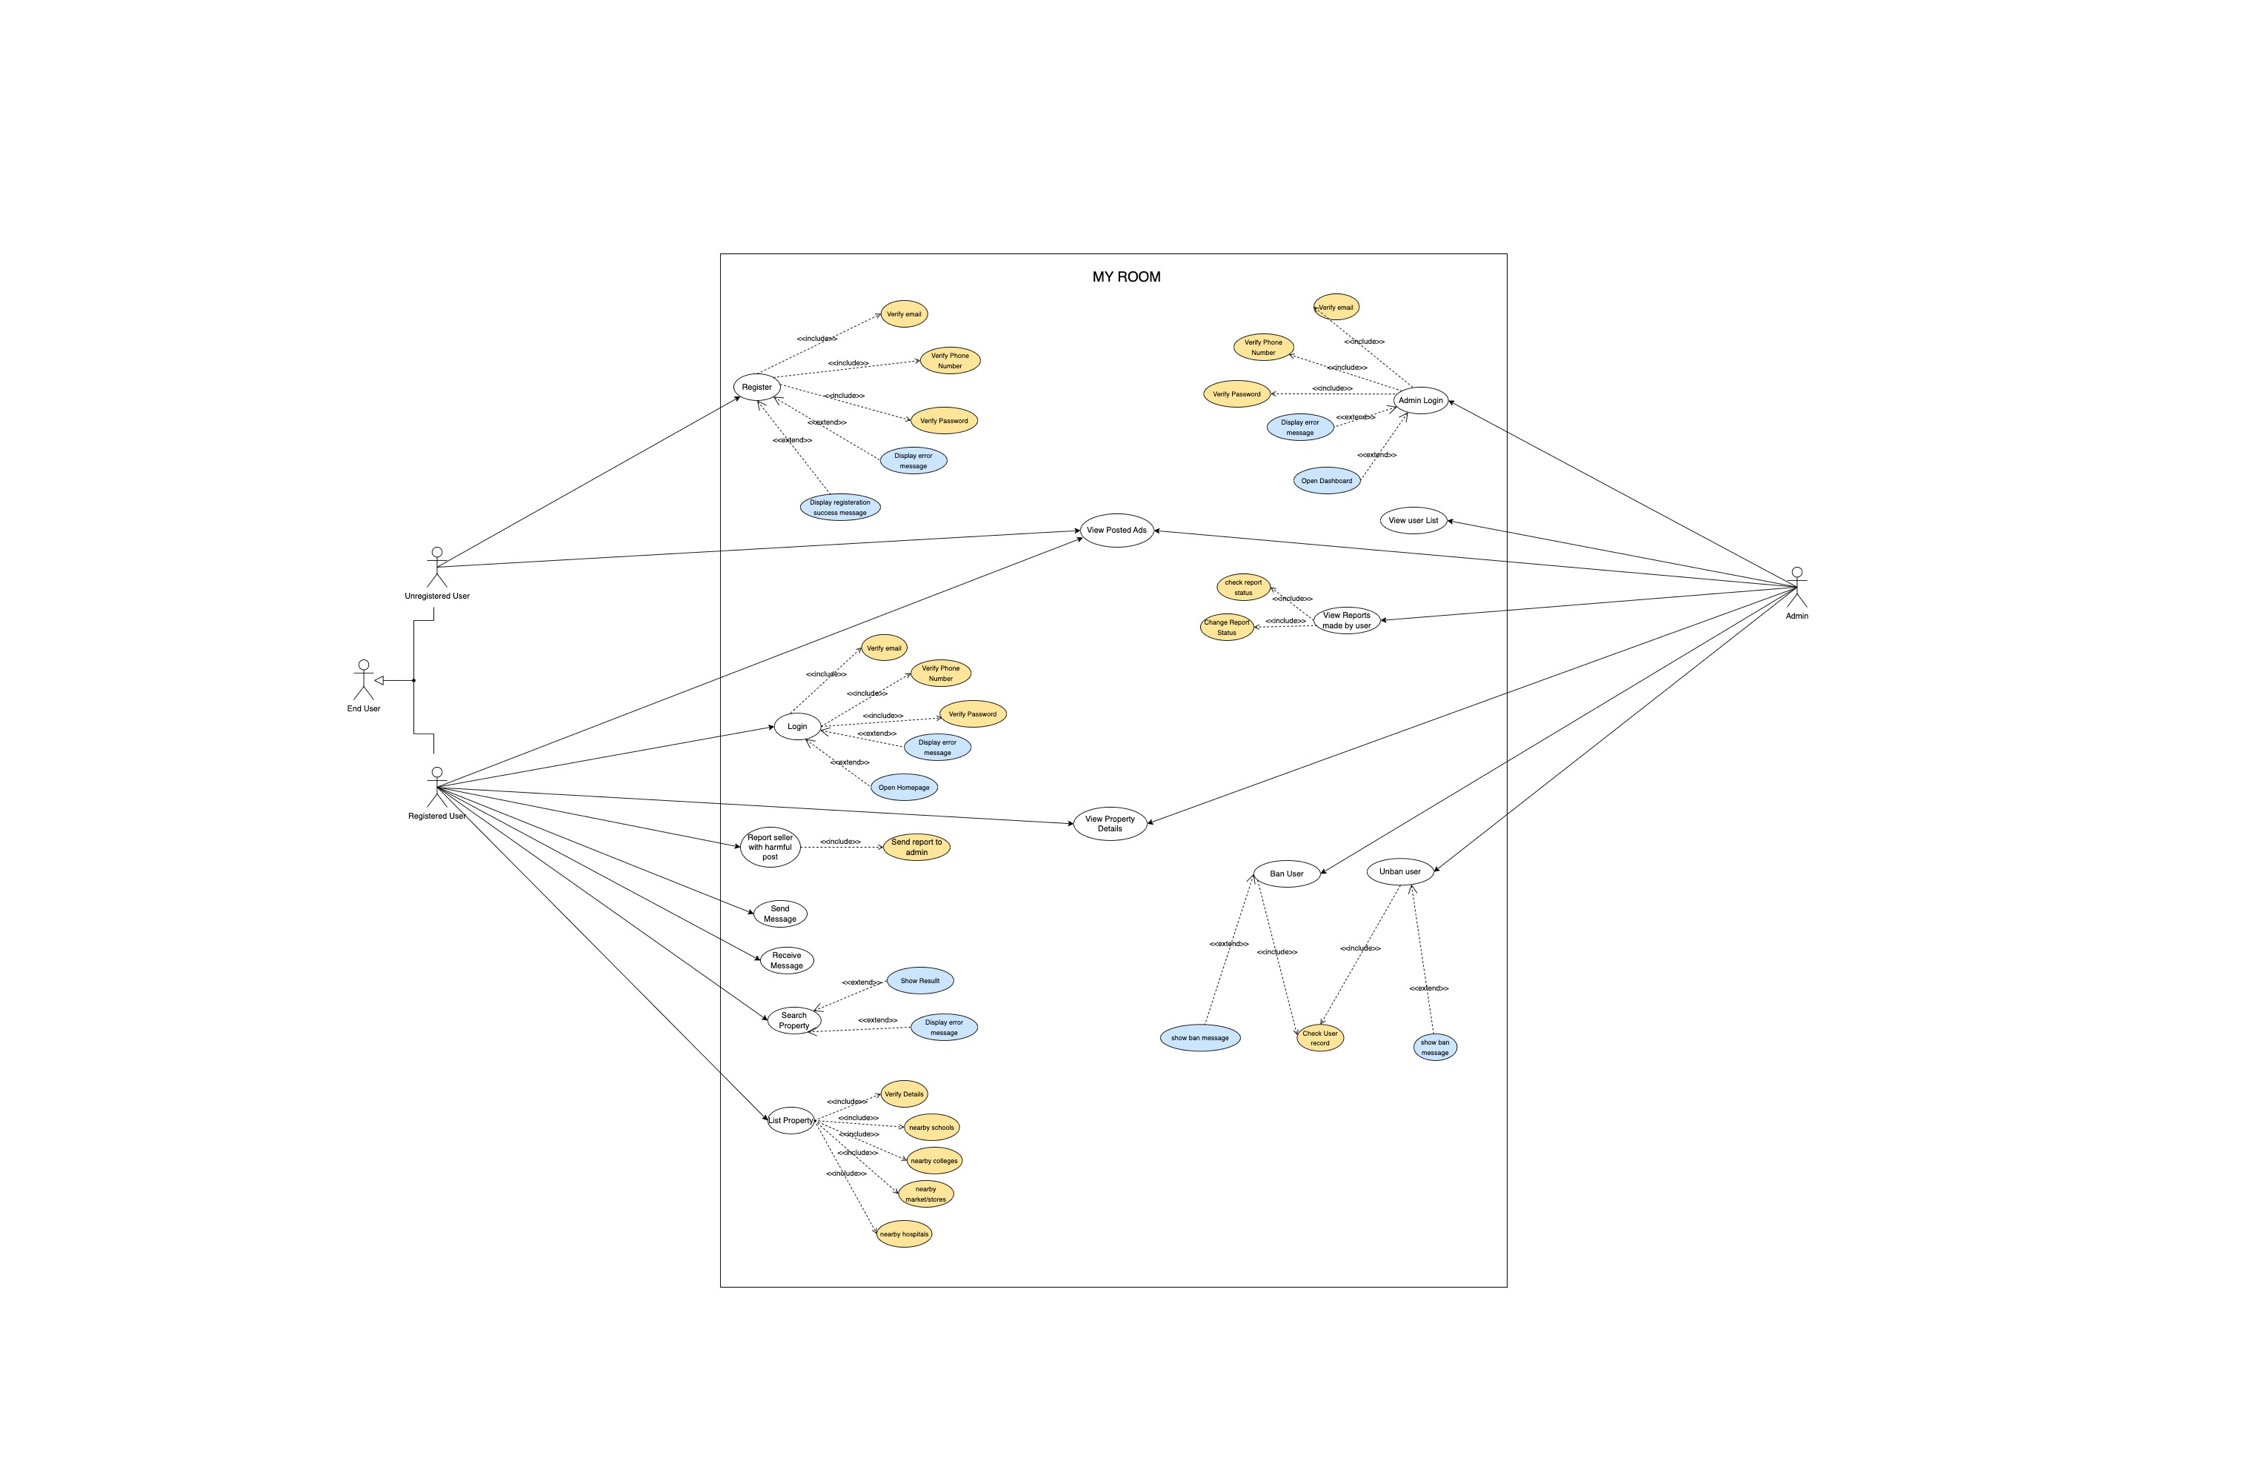 MY ROOM
Verify email
<<include>>
Verify Phone
Number
<<include>>
Register
<<include>>
Verify Password
<<extend>>
<<extend>>
Display error
message
Display registeration
success message
Verify email
<<include>>
Verify Phone
Number
<<include>>
Verify Password
<<include>>
Admin Login
Display error
message
<<extend>>
<<extend>>
Open Dashboard
View Posted Ads
View user List
Unregistered User
check report
status
<<include>>
Change Report
Status
<<include>>
View Reports
made by user
Admin
End User
Verify email
<<include>>
Verify Phone
Number
<<include>>
<<include>>
Verify Password
Login
<<extend>>
Display error
message
<<extend>>
Open Homepage
Registered User
View Property
Details
Report seller
with harmful
post
<<include>>
Send report to
admin
Ban User
Unban user
Send
Message
<<extend>>
<<include>>
<<include>>
<<extend>>
Receive
Message
<<extend>>
Show Resullt
Search
Property
<<extend>>
Display error
message
show ban message
Check User
record
show ban
message
Verify Details
<<include>>
List Property
<<include>>
nearby schools
<<include>>
nearby colleges
<<include>>
nearby
market/stores
<<include>>
nearby hospitals